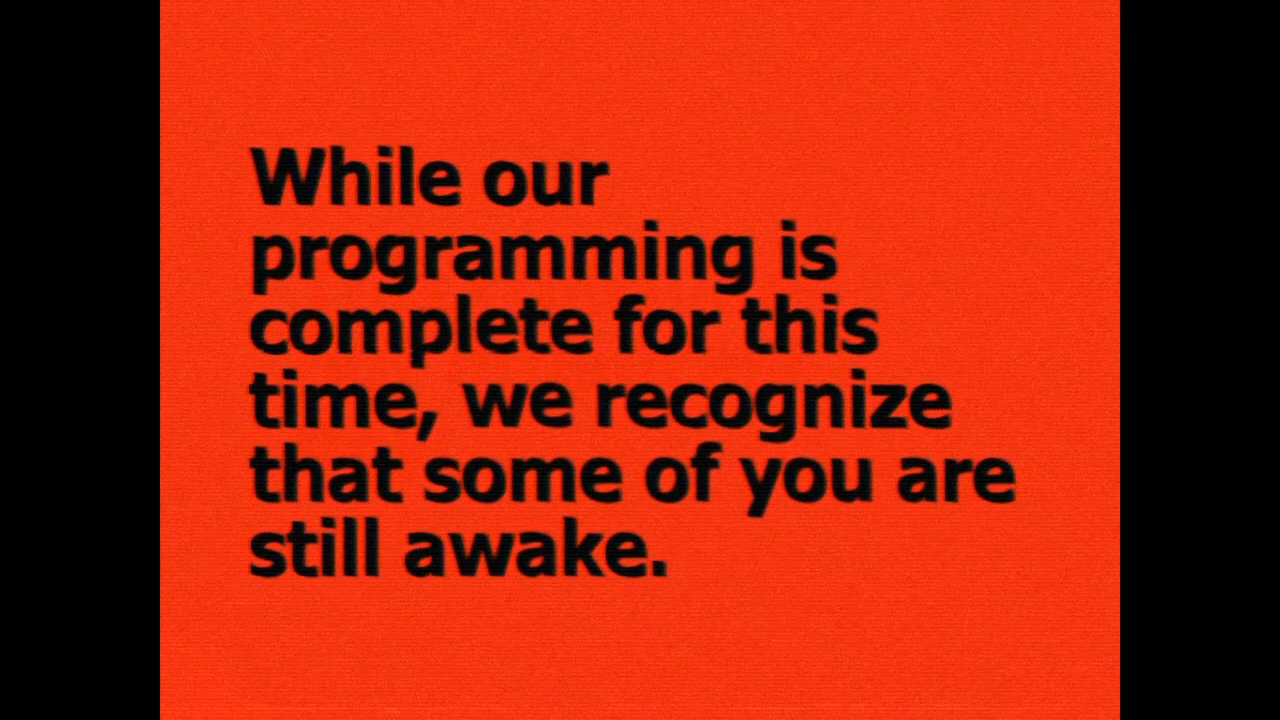 While our
programming is
complete for this
time, we recognize
that some of you are
still awake.